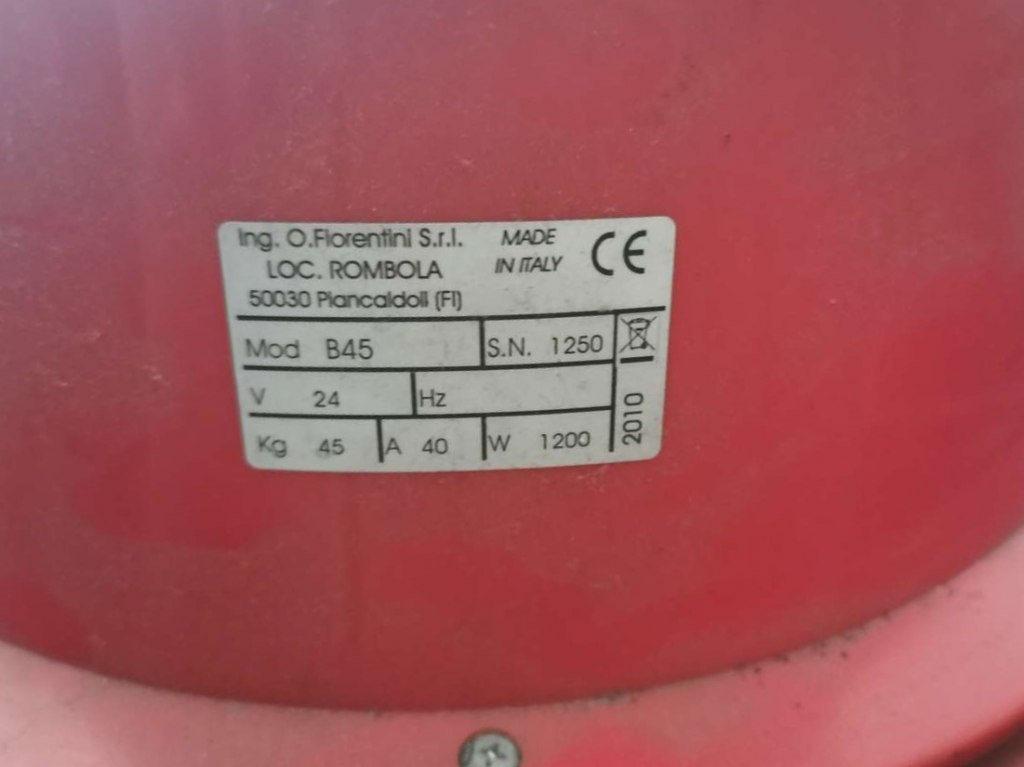 Ing. O.Fiorentini S.r.l.
LOC. ROMBOLA
50030 Piancaldoli (FI)
MADE
IN ITALY
CE
Mod B45
S.N. 1250
V 24
Hz
Kg 45
A 40
W 1200
2010